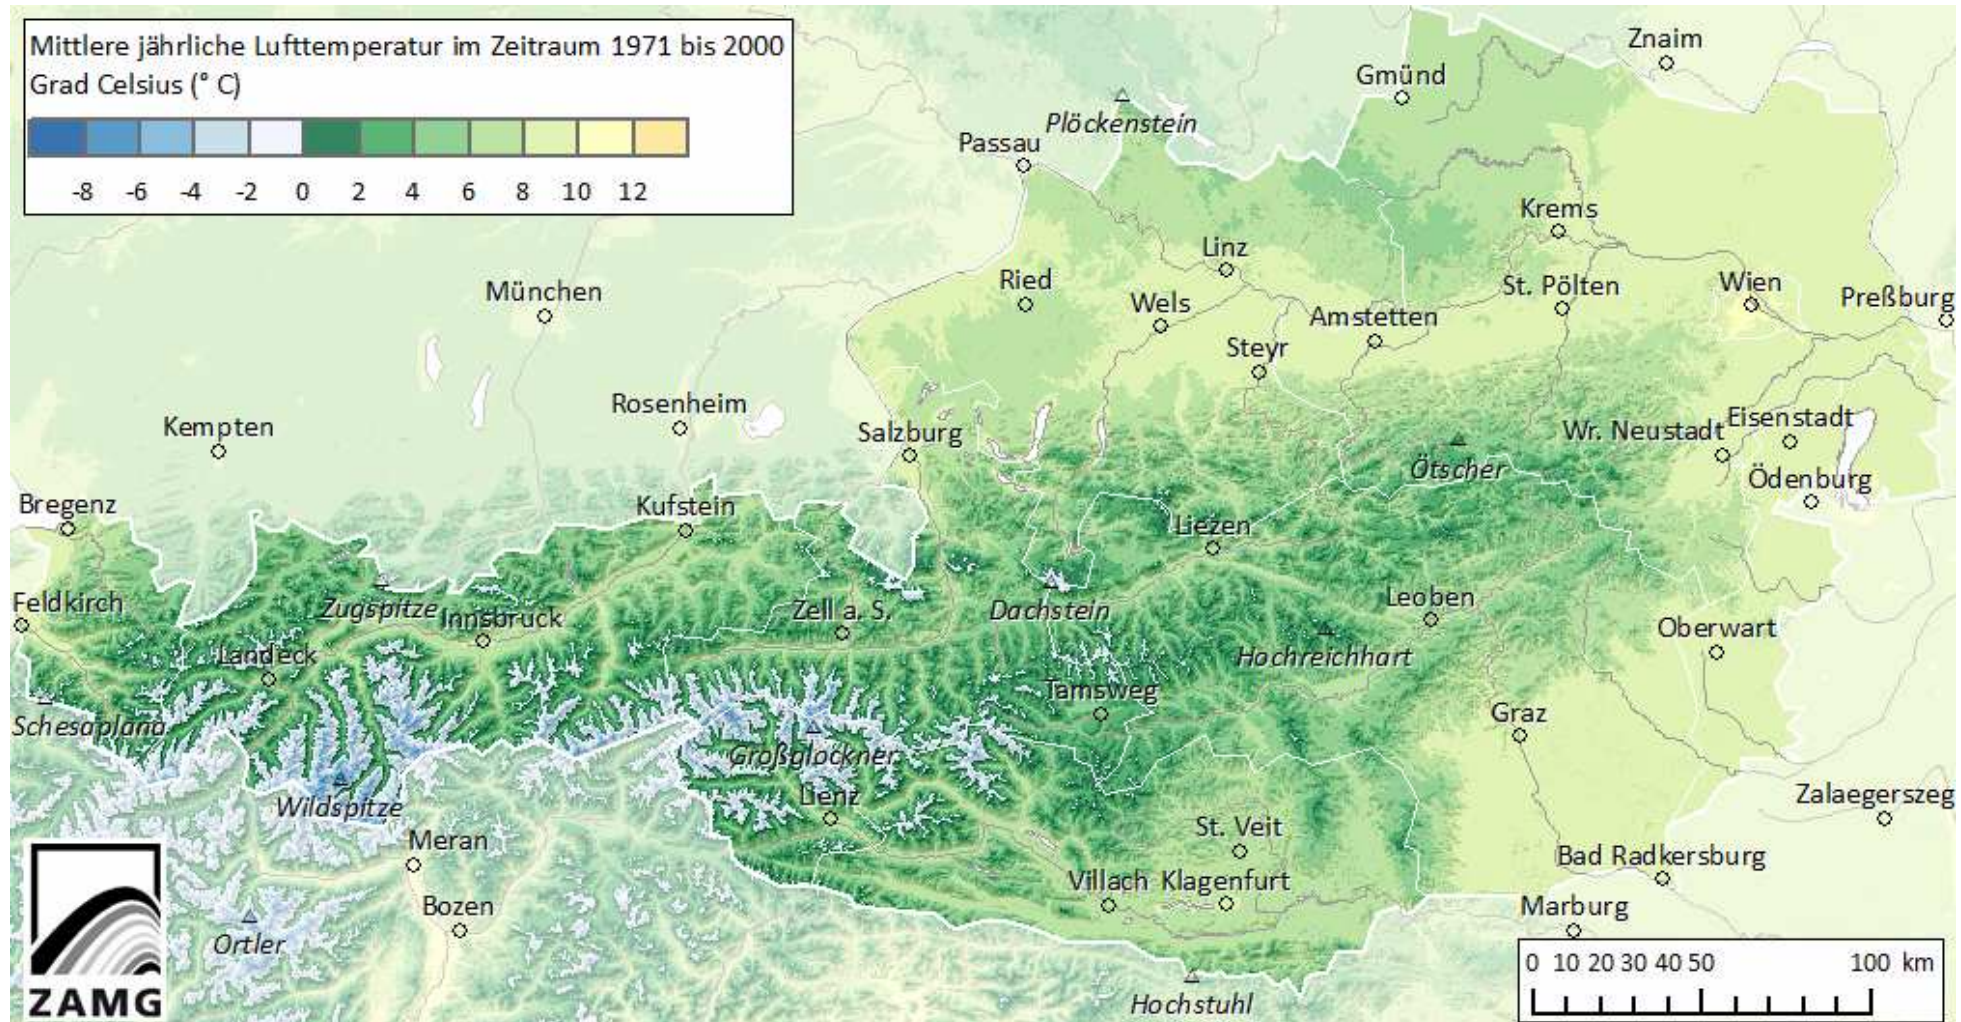 Mittlere jährliche Lufttemperatur im Zeitraum 1971 bis 2000
Grad Celsius (° C)
-8 -6 -4 -2 0 2 4 6 8 10 12
Znaim
Gmünd
Plöckenstein
Passau
Krems
Linz
Ried
St. Pölten
Wien
München
Wels
Preßburg
Amstetten
Steyr
Rosenheim
Kempten
Salzburg
Eisenstadt
Wr. Neustadt
Ötscher
Ödenburg
Bregenz
Kufstein
Liezen
Feldkirch
Zugspitze
Innsbruck
Zell a. S.
Dachstein
Leoben
Oberwart
Landeck
Hochreichhart
Tamsweg
Schesaplana
Graz
Großglockner
Wildspitze
Lienz
Zalaegerszeg
Meran
St. Veit
Bad Radkersburg
Villach
Klagenfurt
Bozen
Marburg
Ortler
Hochstuhl
ZAMG
0 10 20 30 40 50 100 km